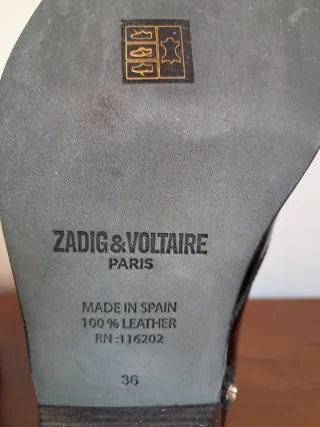 ZADIG&VOLTAIRE
PARIS
MADE IN SPAIN
100% LEATHER
RN :116202
36